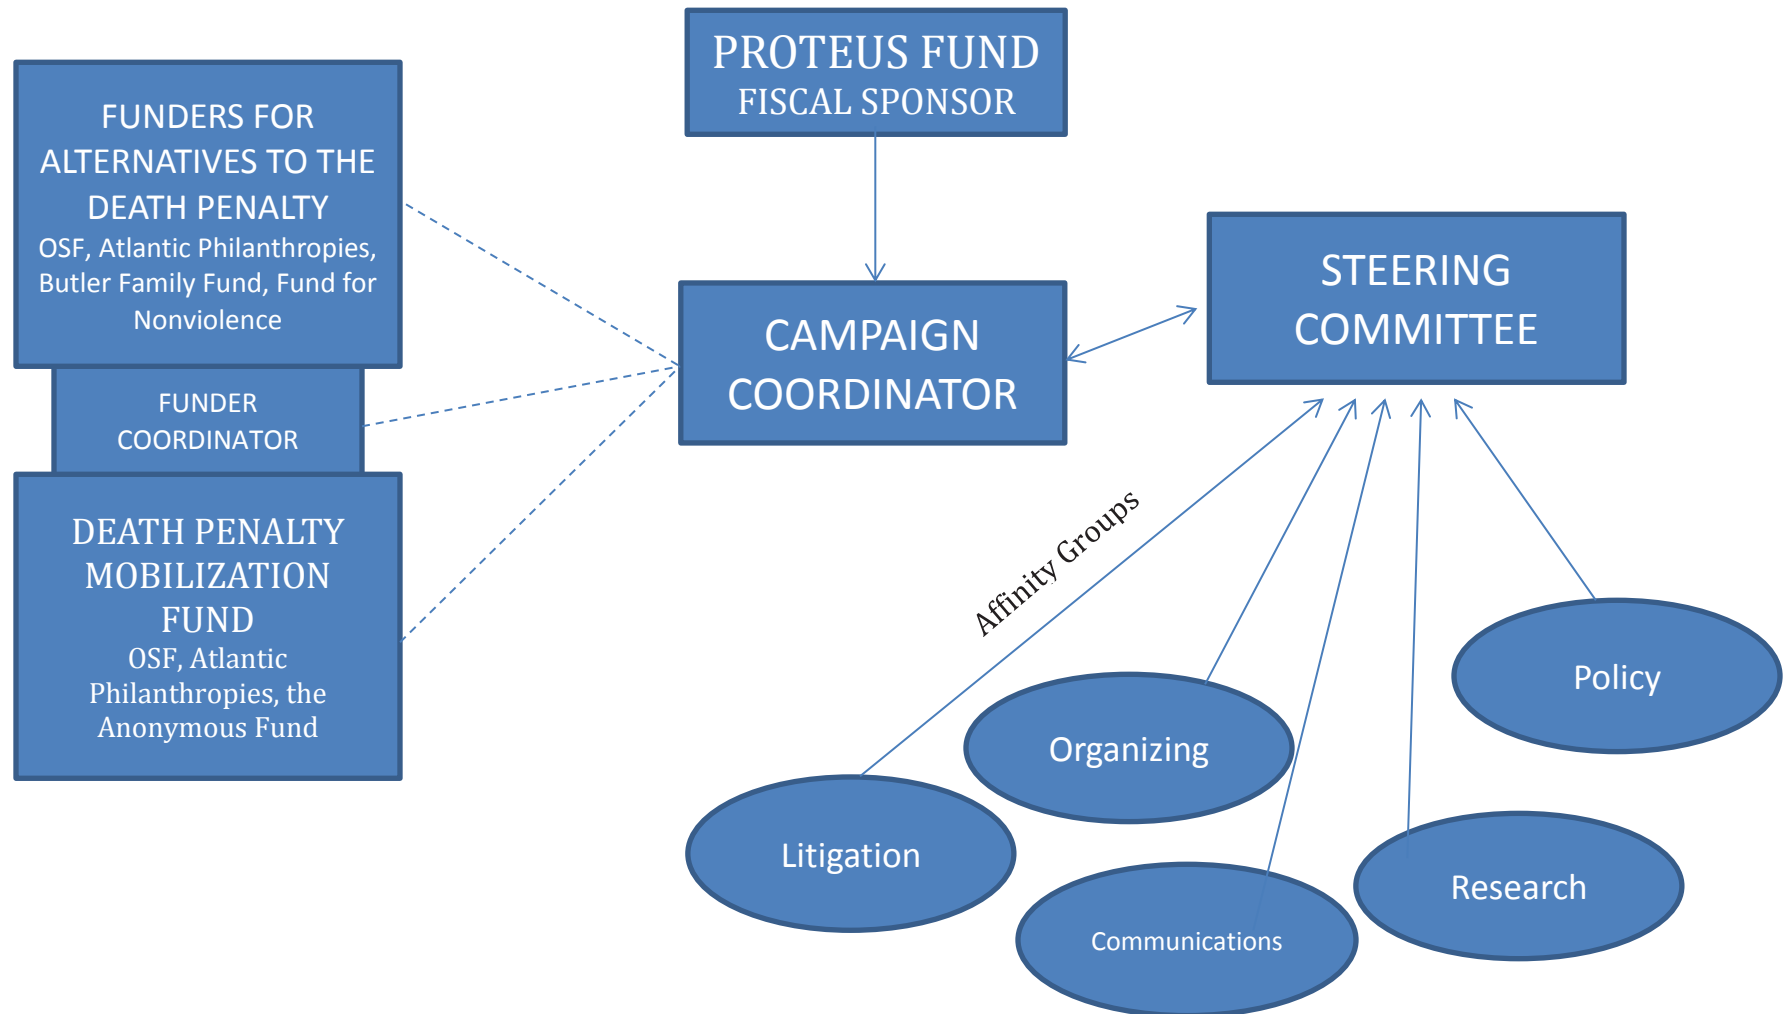 PROTEUS FUND
FISCAL SPONSOR
FUNDERS FOR
ALTERNATIVES TO THE
DEATH PENALTY
OSF, Atlantic Philanthropies,
Butler Family Fund, Fund for
Nonviolence
FUNDER
COORDINATOR
DEATH PENALTY
MOBILIZATION
FUND
OSF, Atlantic
Philanthropies, the
Anonymous Fund
CAMPAIGN
COORDINATOR
STEERING
COMMITTEE
Affinity Groups
Litigation
Organizing
Communications
Research
Policy